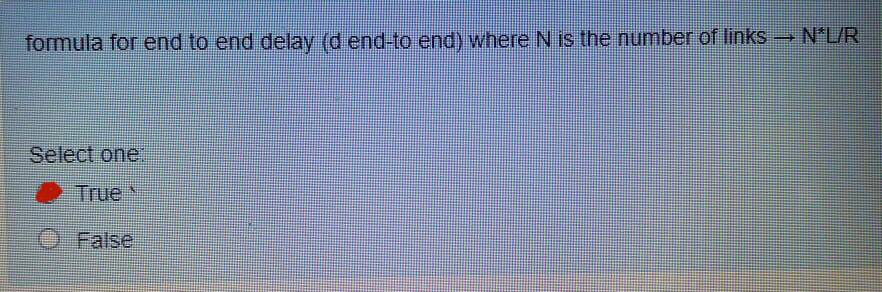 formula for end to end delay (d end-to end) where N is the number of links → N*L/R
Select one:
True
False